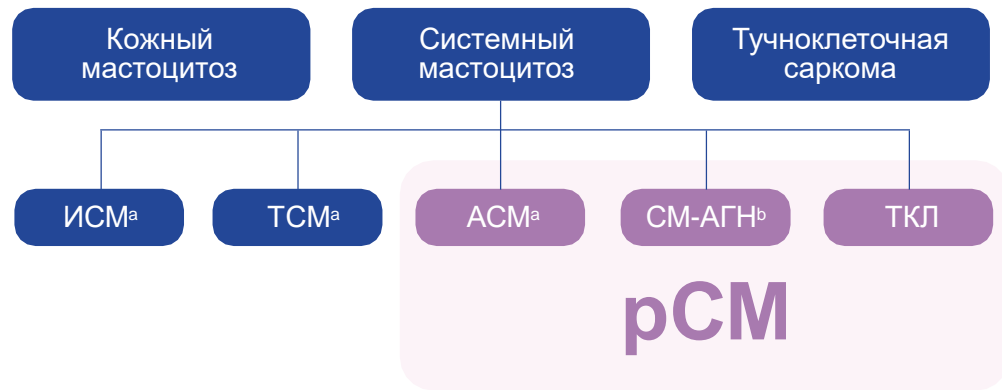 Кожный
мастоцитоз
Системный
мастоцитоз
Тучноклеточная
саркома
ИСМᵃ
ТСМᵃ
АСМᵃ
СМ-АГНᵇ
ТКЛ
рСМ